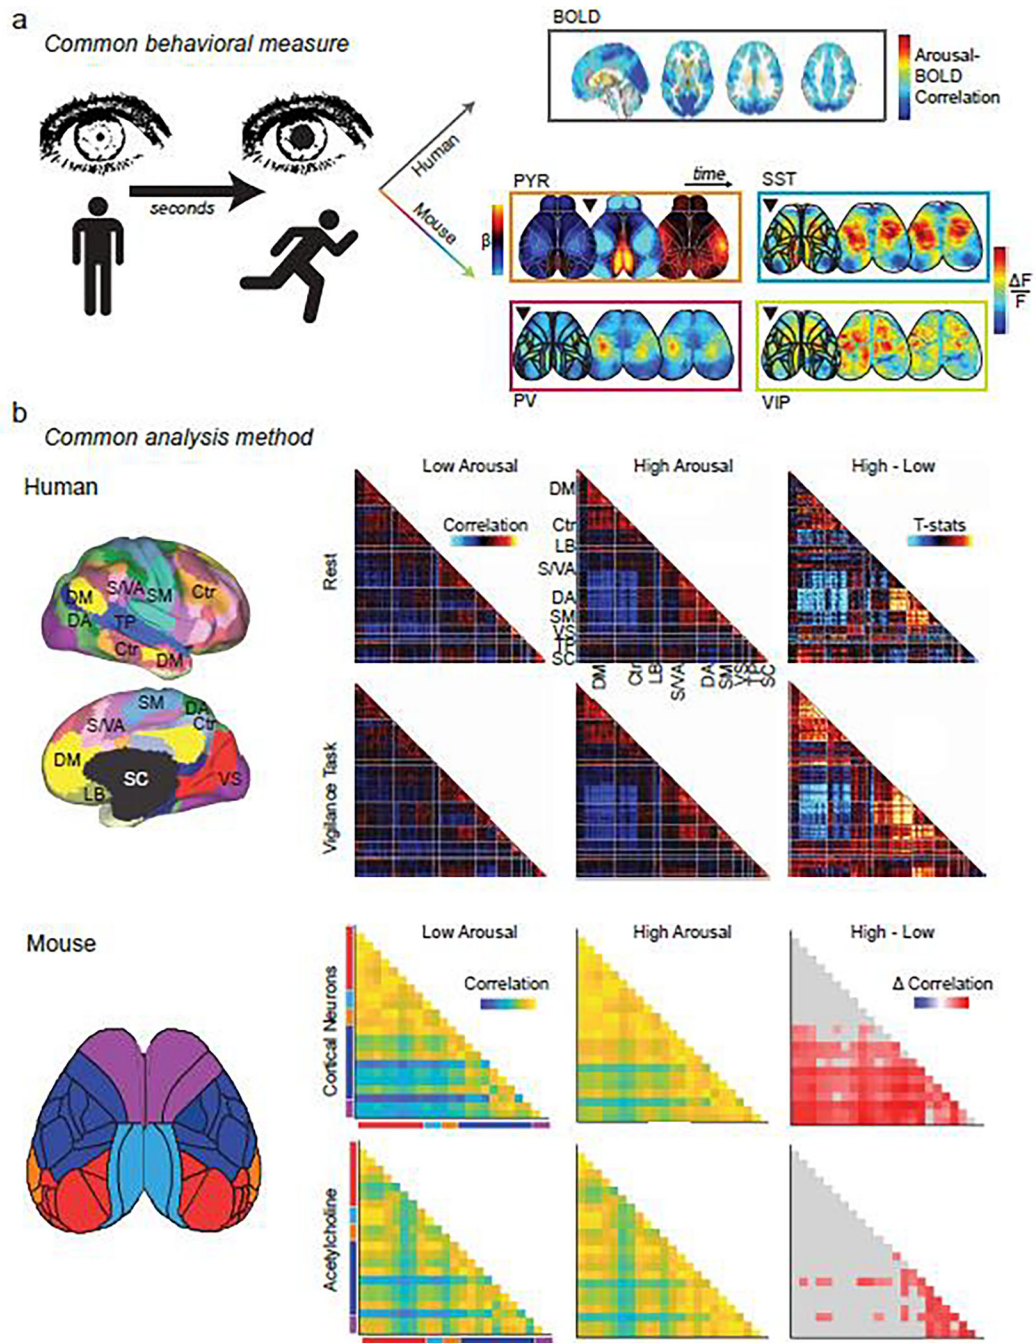 a
Common behavioral measure
seconds
Human
Mouse
BOLD
Arousal-
BOLD
Correlation
PYR
time
β
SST
ΔF
F
PV
VIP
b
Common analysis method
Human
DM
S/VA
SM
Ctr
DA
TP
Ctr
DM
SM
DA
S/VA
Ctr
DM
SC
VS
LB
Low Arousal
High Arousal
High - Low
Rest
Correlation
T-stats
DM
Ctr
LB
S/VA
DA
SM
VS
TP
SC
DM
Ctr
LB
S/VA
DA
SM
VS
TP
SC
Vigilance Task
Mouse
Low Arousal
High Arousal
High - Low
Cortical Neurons
Correlation
Δ Correlation
Acetylcholine